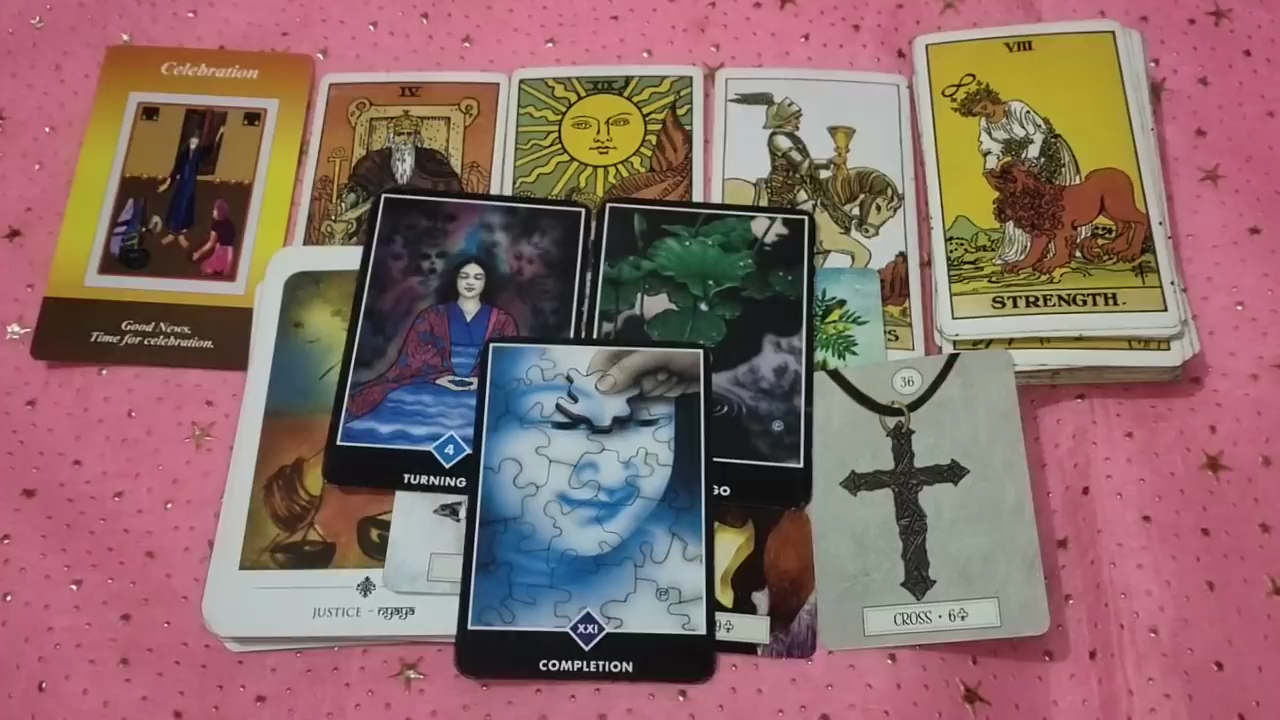 Celebration
Good News.
Time for celebration.
IV
XIX
VIII
STRENGTH.
4
TURNING
GO
36
CROSS • 6♣
9♣
JUSTICE - nyaya
XXI
COMPLETION